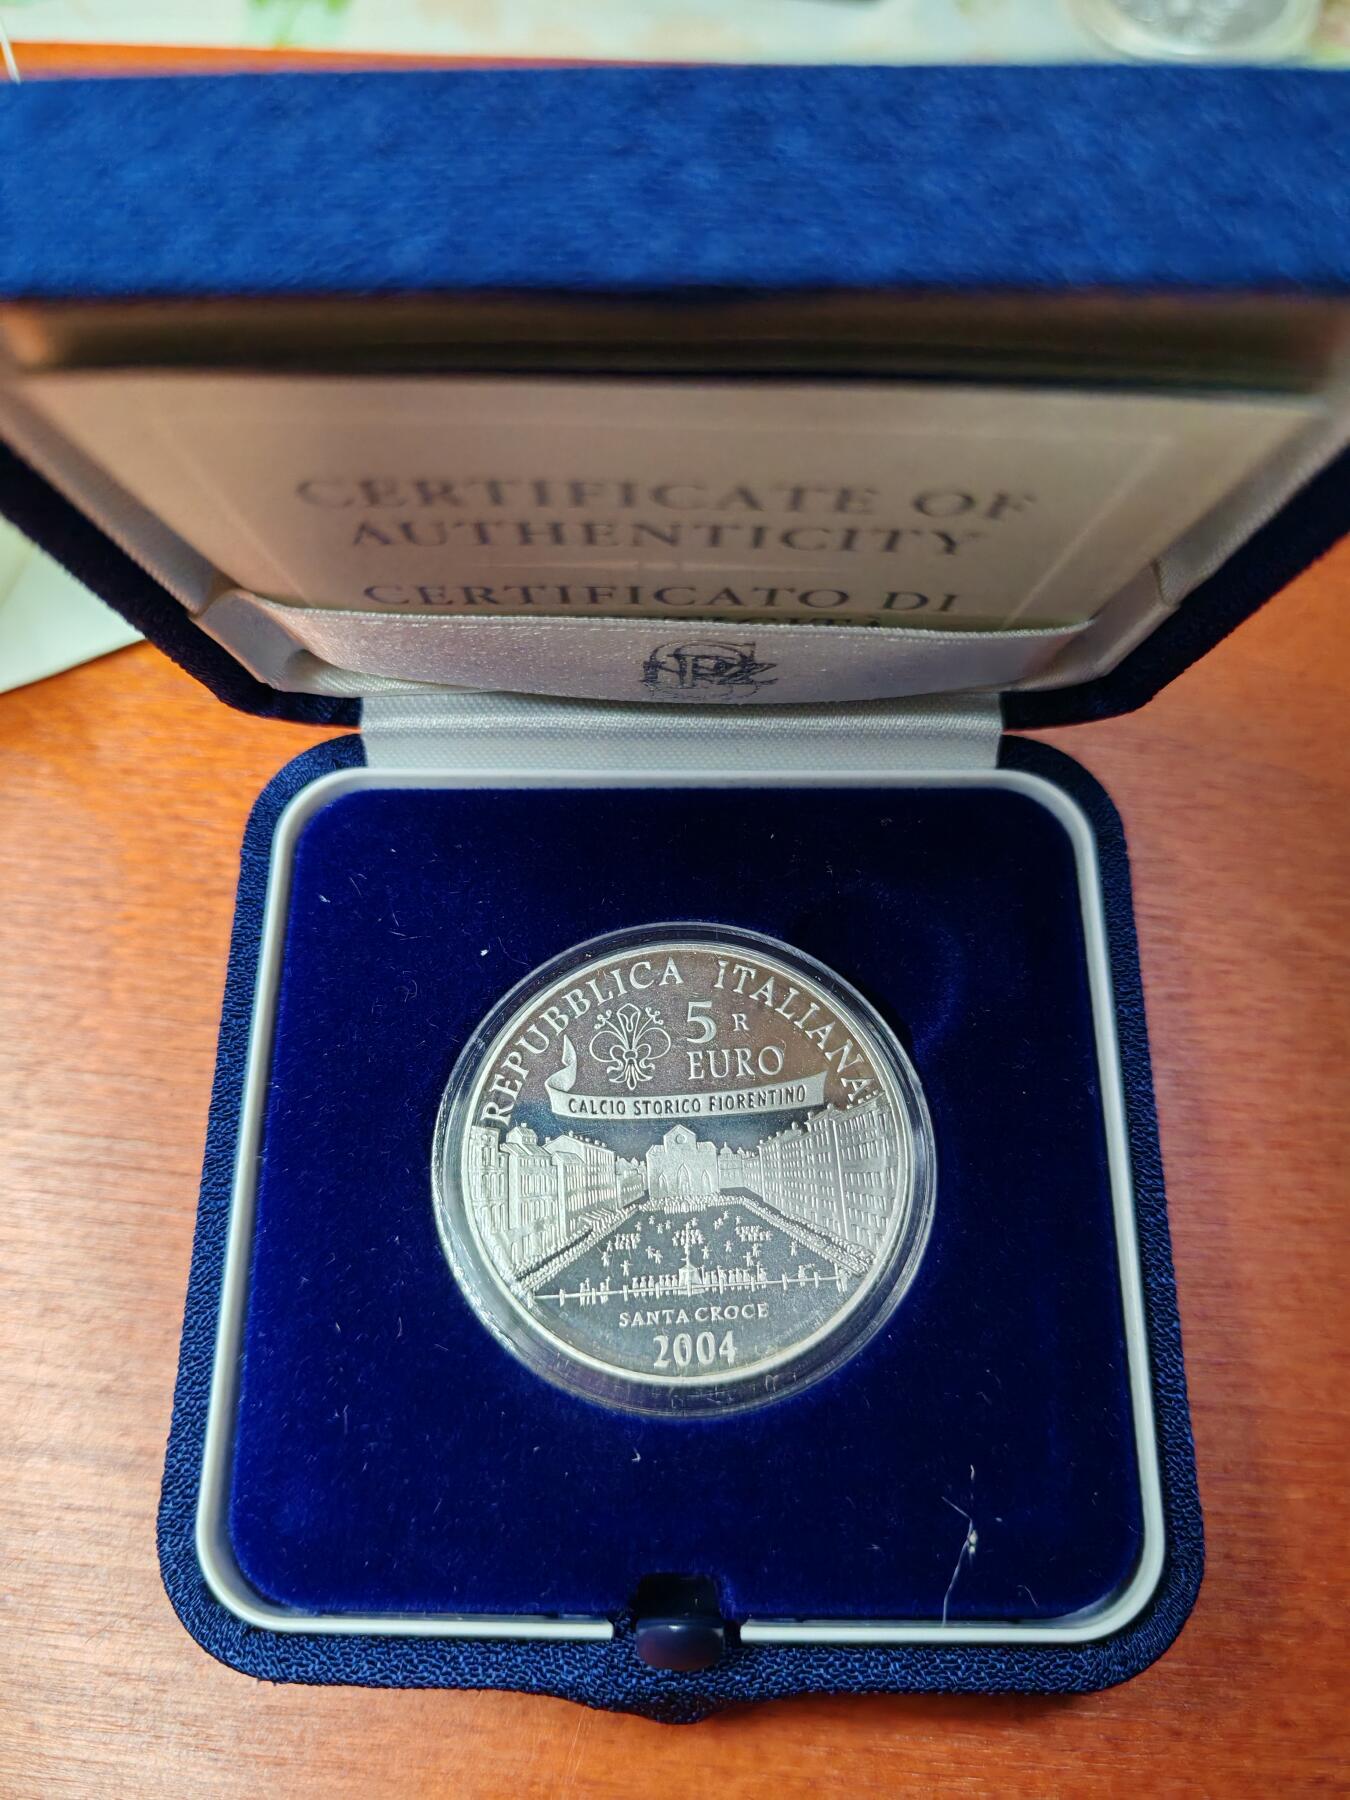 CERTIFICATE OF
AUTHENTICITY
CERTIFICATO DI
REPUBBLICA ITALIANA
5 R
EURO
CALCIO STORICO FIORENTINO
SANTA CROCE
2004